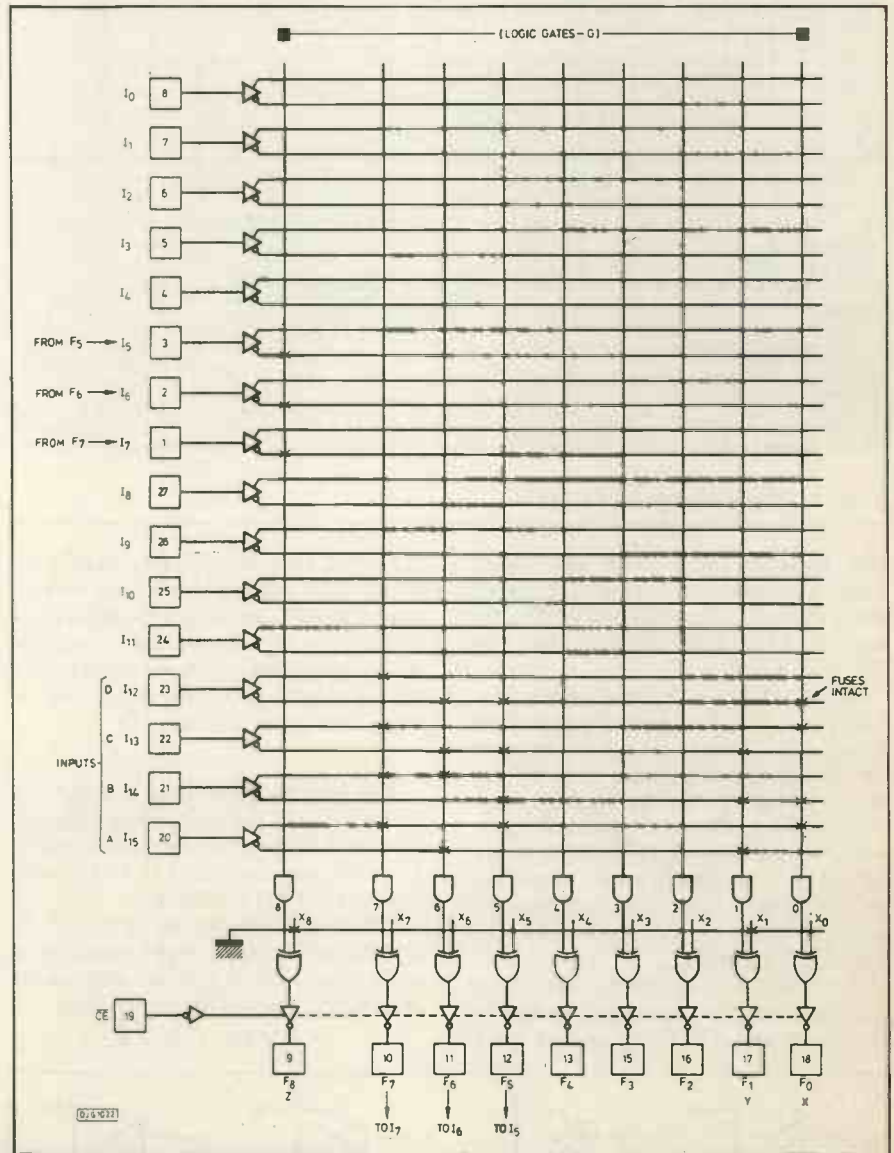 (LOGIC GATES - G)
I0 8
I1 7
I2 6
I3 5
I4 4
FROM F5 → I5 3
FROM F6 → I6 2
FROM F7 → I7 1
I8 27
I9 26
I10 25
I11 24
D I12 23
FUSES
INTACT
C I13 22
INPUTS
B I14 21
A I15 20
8 7 6 5 4 3 2 1 0
X8 X7 X6 X5 X4 X3 X2 X1 X0
CE 19
9 10 11 12 13 15 16 17 18
F8 F7 F6 F5 F4 F3 F2 F1 F0
Z Y X
TO I7 TO I6 TO I5